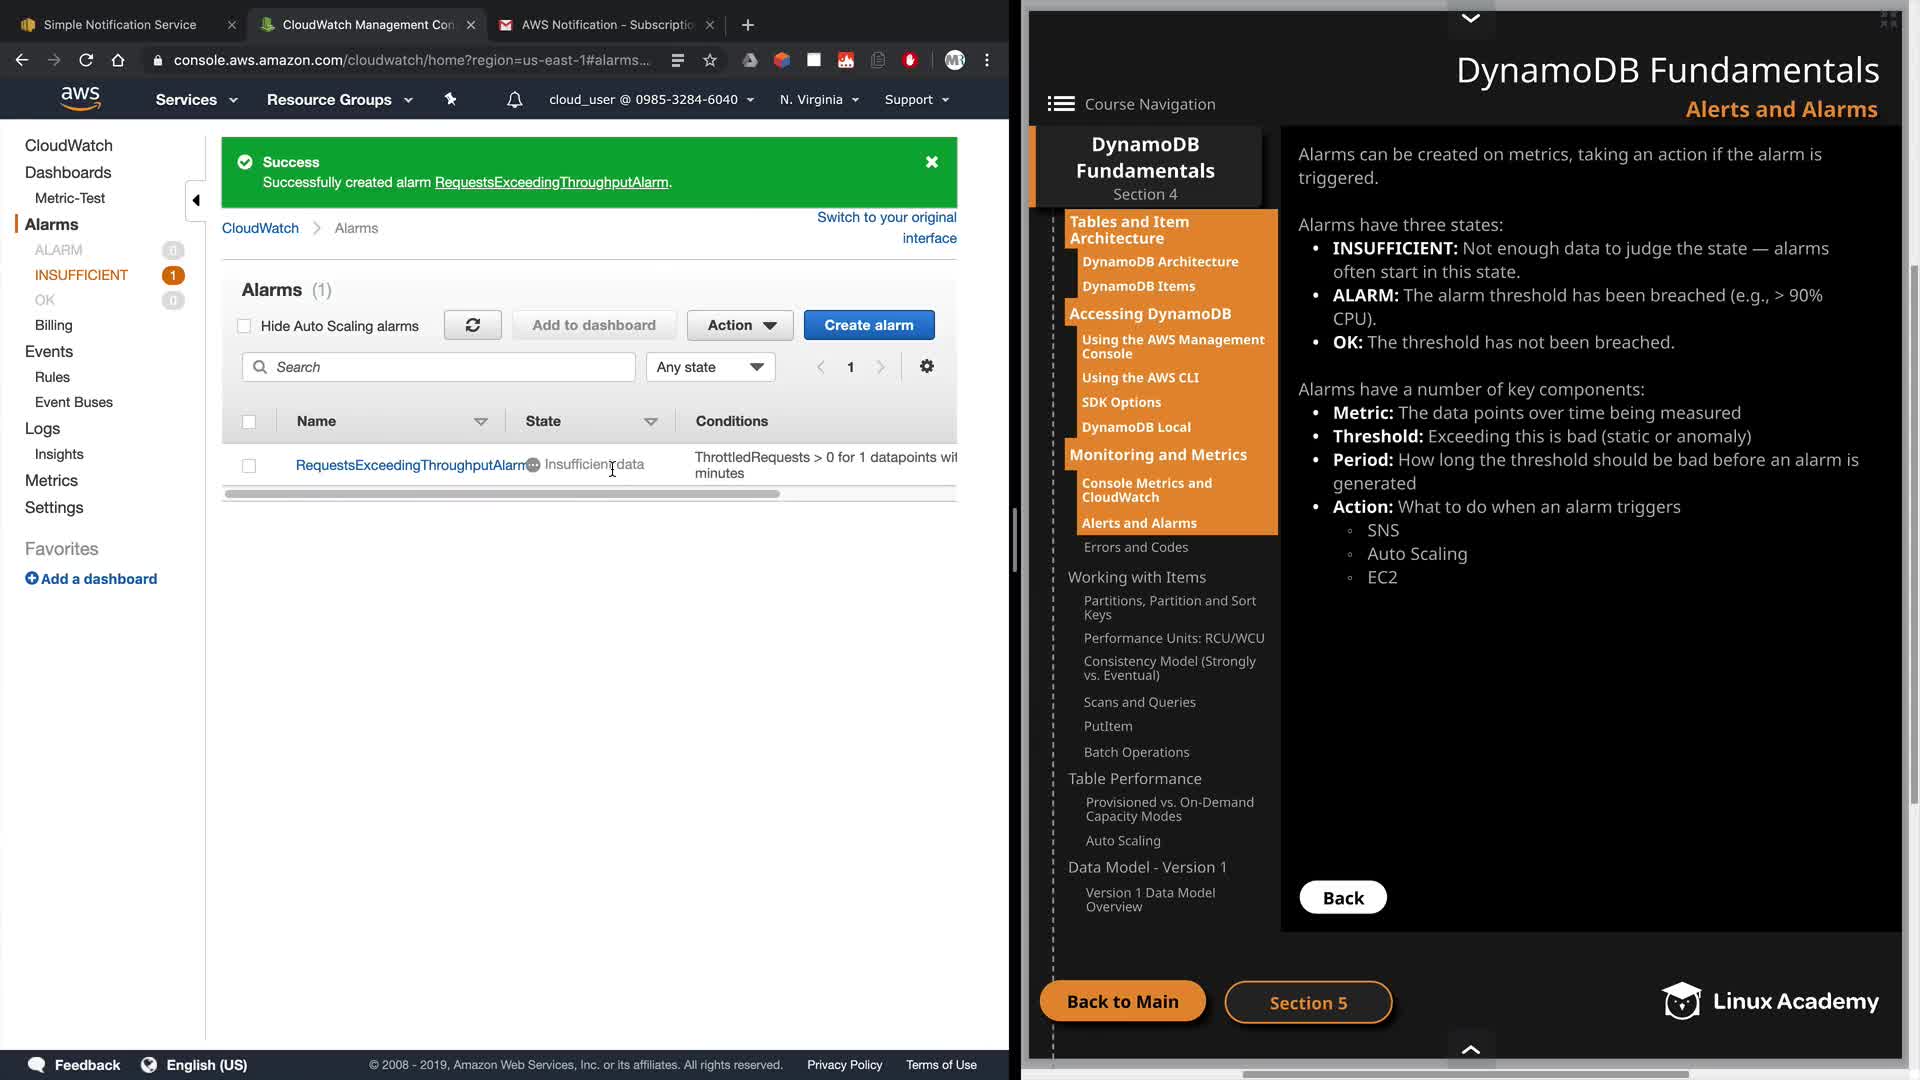 Simple Notification Service
CloudWatch Management Con
AWS Notification - Subscriptio
console.aws.amazon.com/cloudwatch/home?region=us-east-1#alarms...
aws
Services
Resource Groups
cloud_user @ 0985-3284-6040
N. Virginia
Support
CloudWatch
Dashboards
Metric-Test
Alarms
ALARM 0
INSUFFICIENT 1
OK 0
Billing
Events
Rules
Event Buses
Logs
Insights
Metrics
Settings
Favorites
Add a dashboard
Success
Successfully created alarm RequestsExceedingThroughputAlarm.
CloudWatch
Alarms
Switch to your original
interface
Alarms (1)
Hide Auto Scaling alarms
Add to dashboard
Action
Create alarm
Search
Any state
1
Name
State
Conditions
RequestsExceedingThroughputAlarm
Insufficient data
ThrottledRequests > 0 for 1 datapoints wit
minutes
Feedback
English (US)
© 2008 - 2019, Amazon Web Services, Inc. or its affiliates. All rights reserved.
Privacy Policy
Terms of Use
DynamoDB Fundamentals
Alerts and Alarms
Course Navigation
DynamoDB
Fundamentals
Section 4
Tables and Item
Architecture
DynamoDB Architecture
DynamoDB Items
Accessing DynamoDB
Using the AWS Management
Console
Using the AWS CLI
SDK Options
DynamoDB Local
Monitoring and Metrics
Console Metrics and
CloudWatch
Alerts and Alarms
Errors and Codes
Working with Items
Partitions, Partition and Sort
Keys
Performance Units: RCU/WCU
Consistency Model (Strongly
vs. Eventual)
Scans and Queries
PutItem
Batch Operations
Table Performance
Provisioned vs. On-Demand
Capacity Modes
Auto Scaling
Data Model - Version 1
Version 1 Data Model
Overview
Alarms can be created on metrics, taking an action if the alarm is
triggered.
Alarms have three states:
• INSUFFICIENT: Not enough data to judge the state — alarms
often start in this state.
• ALARM: The alarm threshold has been breached (e.g., > 90%
CPU).
• OK: The threshold has not been breached.
Alarms have a number of key components:
• Metric: The data points over time being measured
• Threshold: Exceeding this is bad (static or anomaly)
• Period: How long the threshold should be bad before an alarm is
generated
• Action: What to do when an alarm triggers
◦ SNS
◦ Auto Scaling
◦ EC2
Back
Back to Main
Section 5
Linux Academy